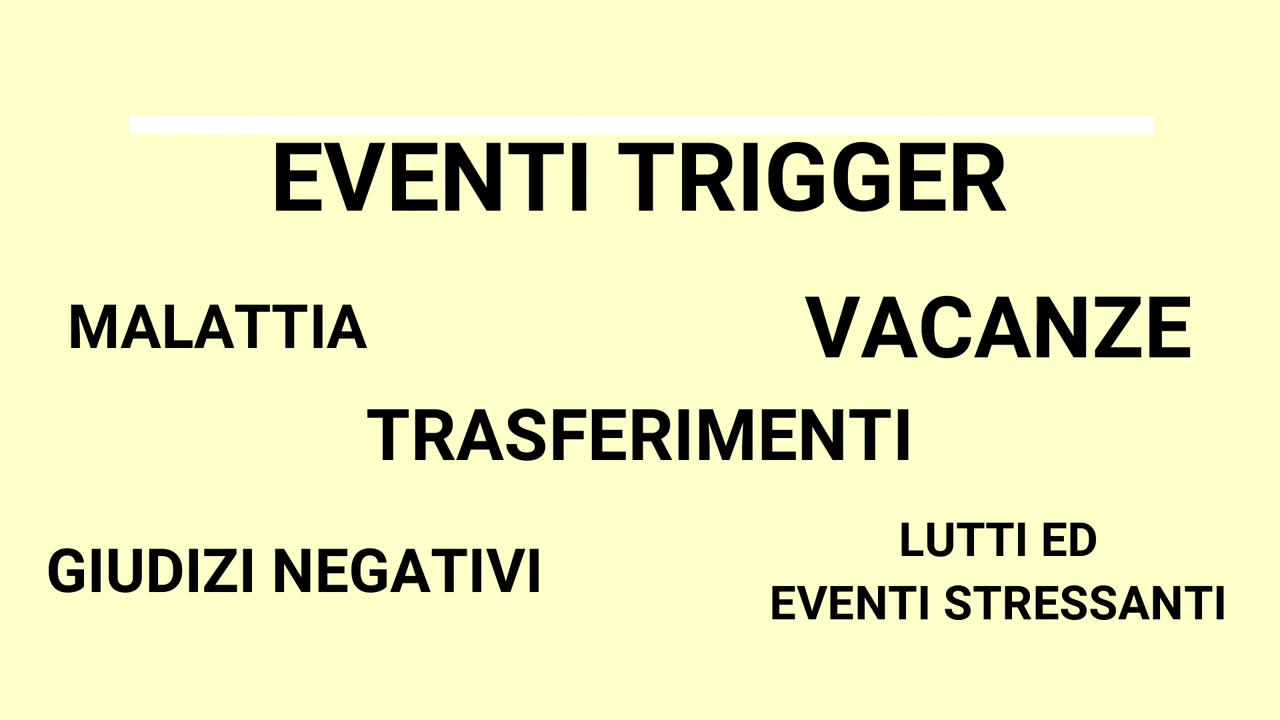 EVENTI TRIGGER
MALATTIA
VACANZE
TRASFERIMENTI
GIUDIZI NEGATIVI
LUTTI ED
EVENTI STRESSANTI